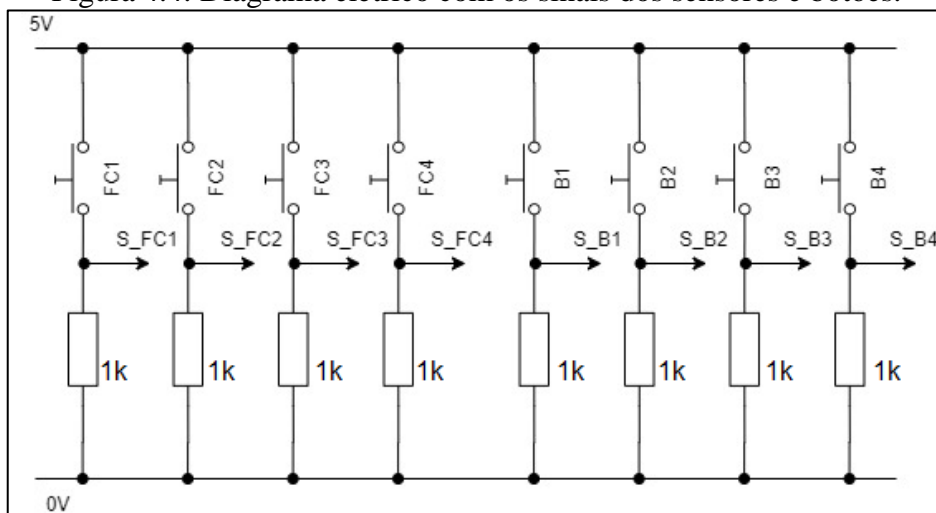 Figura 4.4: Diagrama elétrico com os sinais dos sensores e botões.
5V
FC1 FC2 FC3 FC4 B1 B2 B3 B4
S_FC1 S_FC2 S_FC3 S_FC4 S_B1 S_B2 S_B3 S_B4
1k 1k 1k 1k 1k 1k 1k 1k
0V